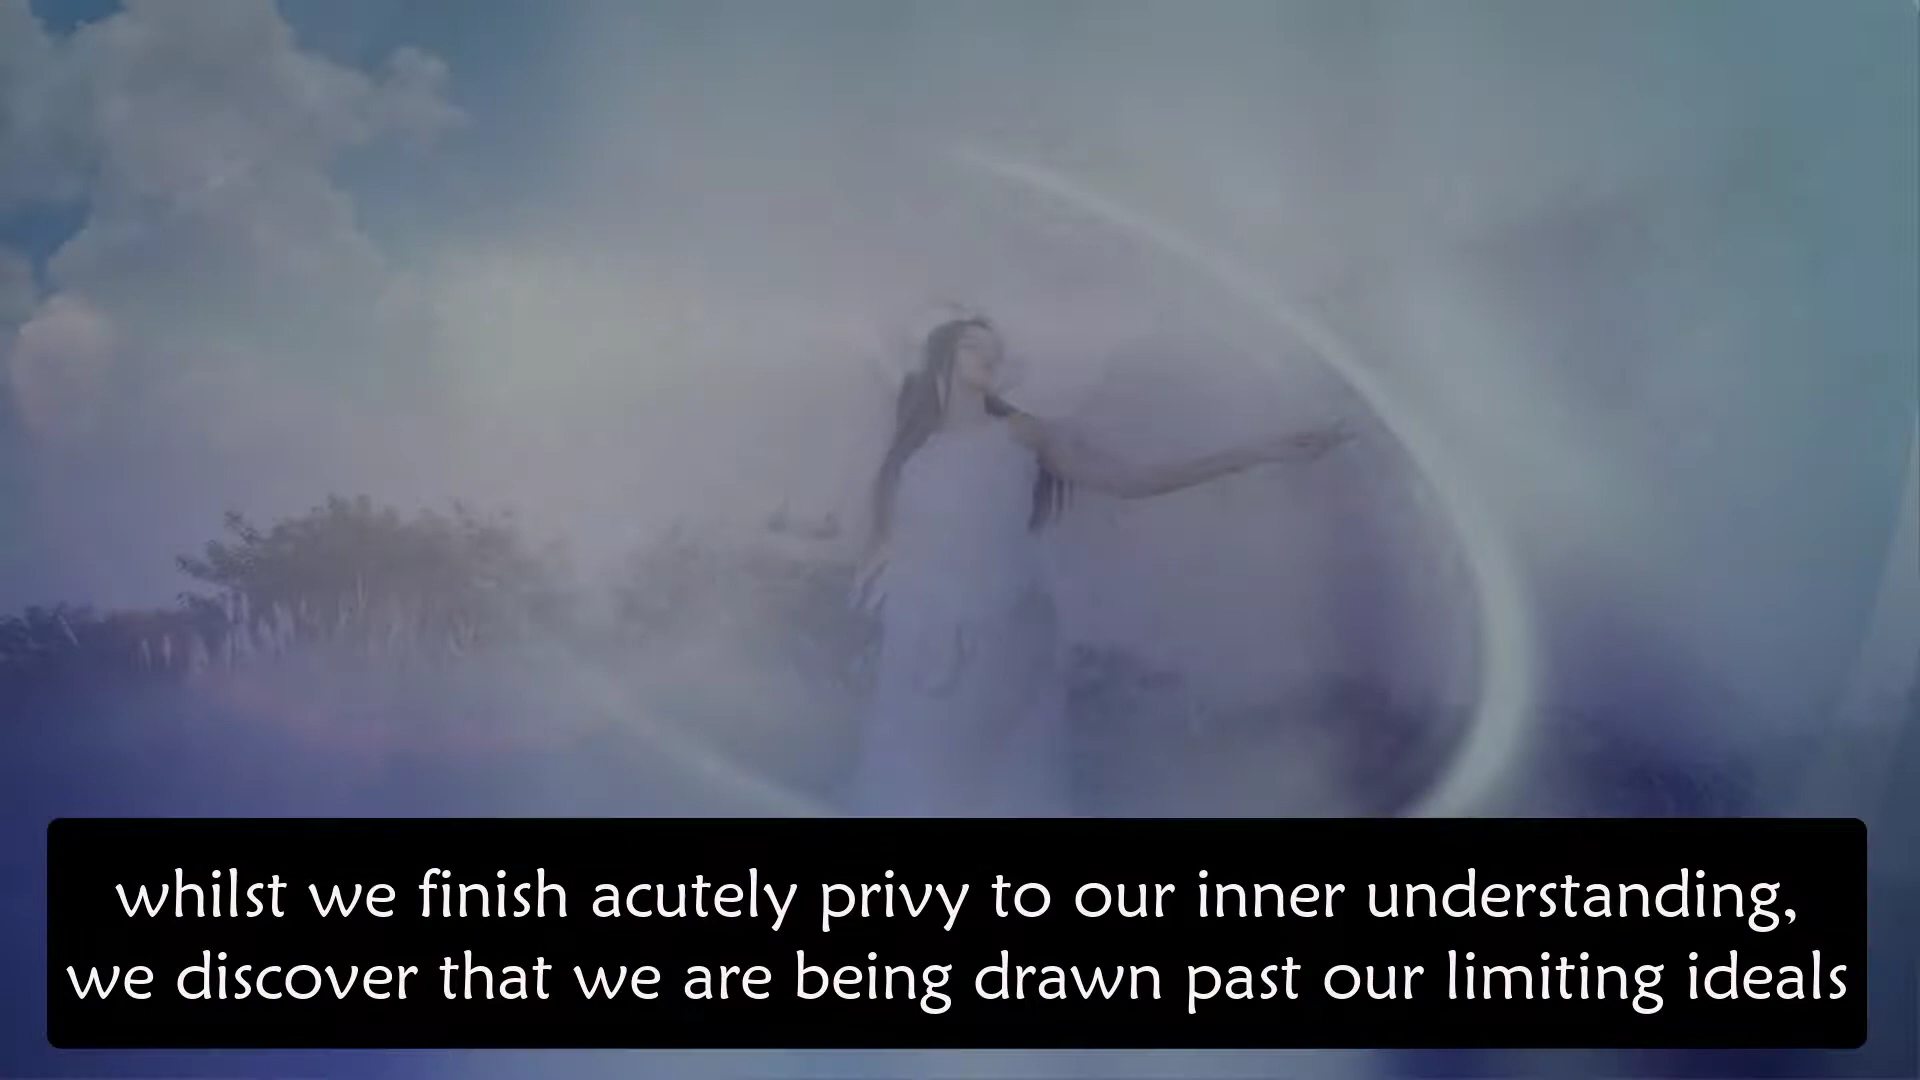 whilst we finish acutely privy to our inner understanding,
we discover that we are being drawn past our limiting ideals